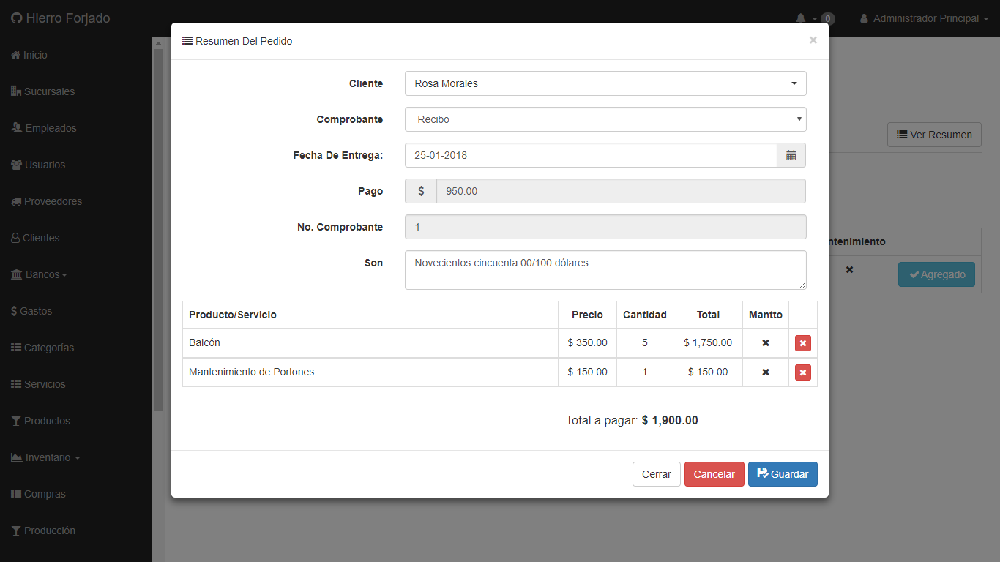 Hierro Forjado
0
Administrador Principal
Inicio
Sucursales
Empleados
Usuarios
Proveedores
Clientes
Bancos
$ Gastos
Categorías
Servicios
Productos
Inventario
Compras
Producción
Resumen Del Pedido
×
Cliente
Rosa Morales
Comprobante
Recibo
Fecha De Entrega:
25-01-2018
Pago
$
950.00
No. Comprobante
1
Son
Novecientos cincuenta 00/100 dólares
Producto/Servicio Precio Cantidad Total Mantto
Balcón $ 350.00 5 $ 1,750.00
Mantenimiento de Portones $ 150.00 1 $ 150.00
Total a pagar: $ 1,900.00
Cerrar
Cancelar
Guardar
Ver Resumen
ntenimiento
Agregado